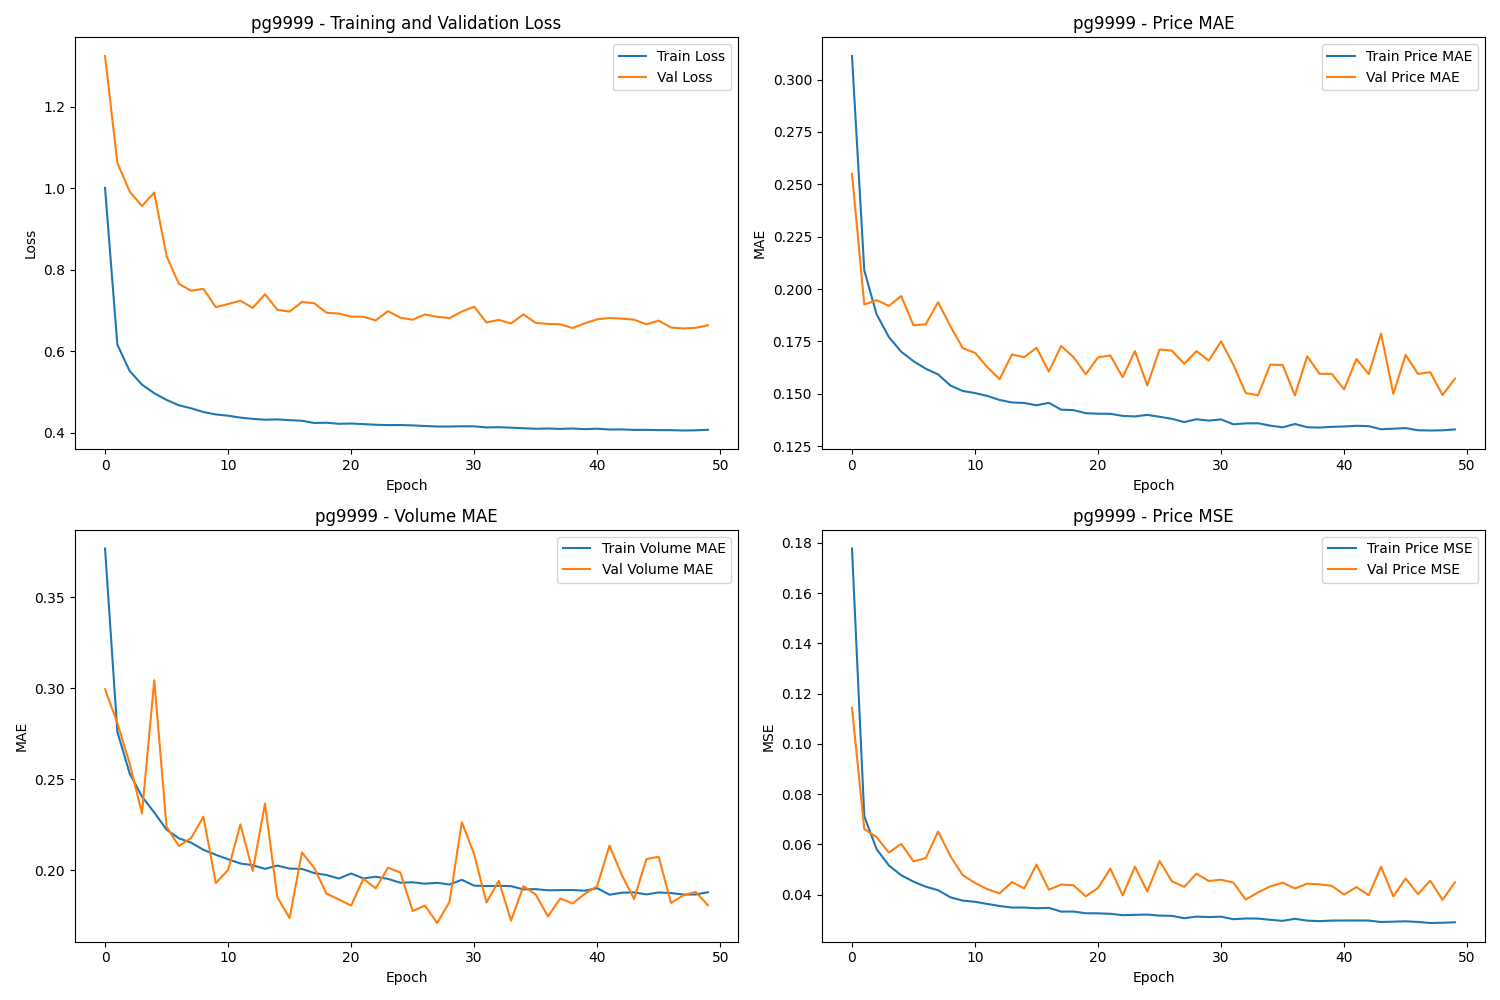 pg9999 - Training and Validation Loss
Train Loss
Val Loss
1.2
1.0
0.8
0.6
0.4
Loss
0 10 20 30 40 50
Epoch
pg9999 - Price MAE
Train Price MAE
Val Price MAE
0.300
0.275
0.250
0.225
0.200
0.175
0.150
0.125
MAE
0 10 20 30 40 50
Epoch
pg9999 - Volume MAE
Train Volume MAE
Val Volume MAE
0.35
0.30
0.25
0.20
MAE
0 10 20 30 40 50
Epoch
pg9999 - Price MSE
Train Price MSE
Val Price MSE
0.18
0.16
0.14
0.12
0.10
0.08
0.06
0.04
MSE
0 10 20 30 40 50
Epoch